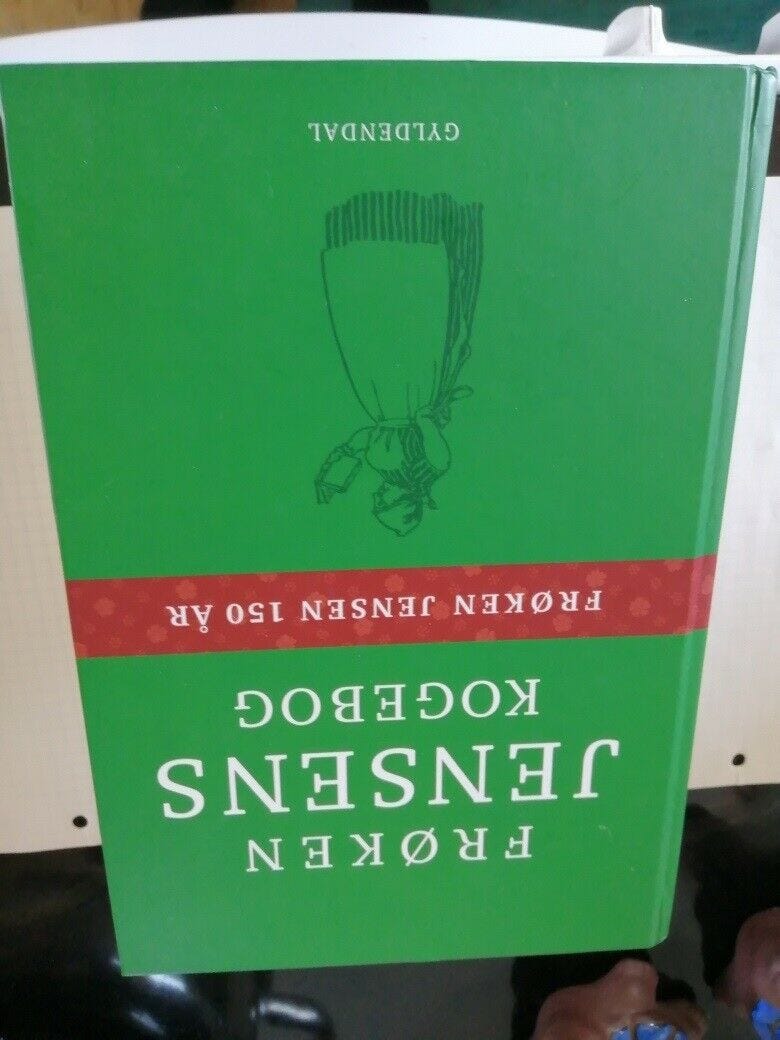 FRØKEN
JENSENS
KOGEBOG
FRØKEN JENSEN 150 ÅR
GYLDENDAL